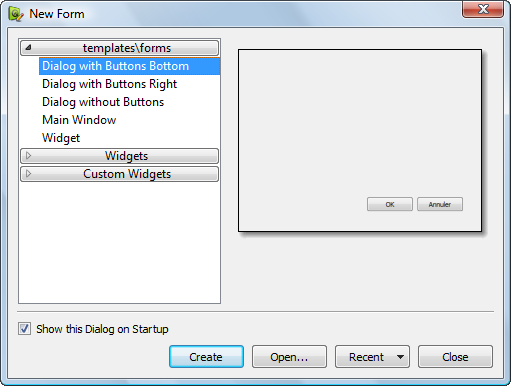 New Form
templates\forms
Dialog with Buttons Bottom
Dialog with Buttons Right
Dialog without Buttons
Main Window
Widget
Widgets
Custom Widgets
OK
Annuler
Show this Dialog on Startup
Create
Open...
Recent
Close